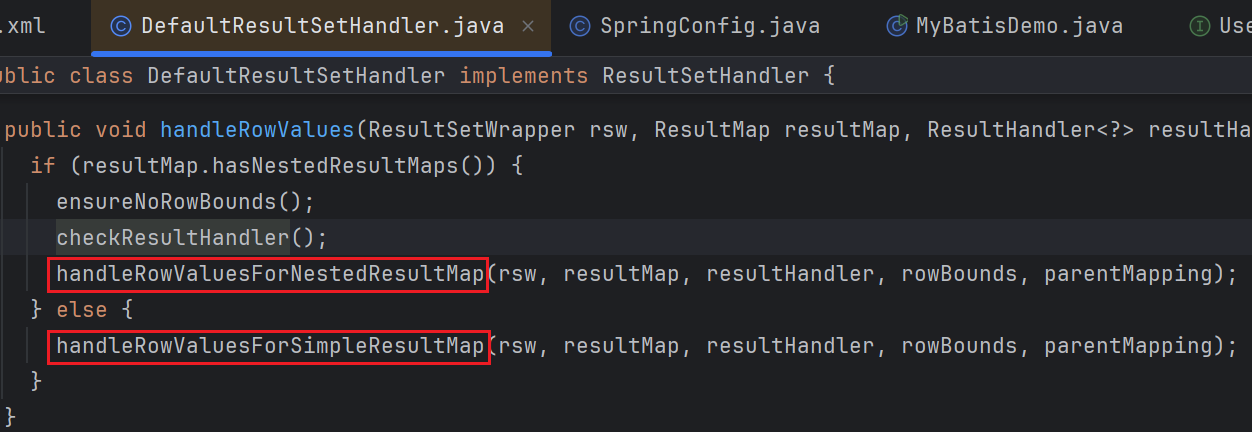 .xml DefaultResultSetHandler.java SpringConfig.java MyBatisDemo.java Use
ublic class DefaultResultSetHandler implements ResultSetHandler {
public void handleRowValues(ResultSetWrapper rsw, ResultMap resultMap, ResultHandler<?> resultHa
if (resultMap.hasNestedResultMaps()) {
ensureNoRowBounds();
checkResultHandler();
handleRowValuesForNestedResultMap(rsw, resultMap, resultHandler, rowBounds, parentMapping);
} else {
handleRowValuesForSimpleResultMap(rsw, resultMap, resultHandler, rowBounds, parentMapping);
}
}